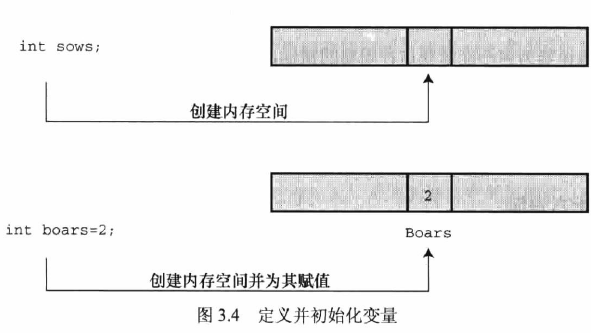 int sows;
创建内存空间
2
int boars=2;
Boars
创建内存空间并为其赋值
图 3.4 定义并初始化变量